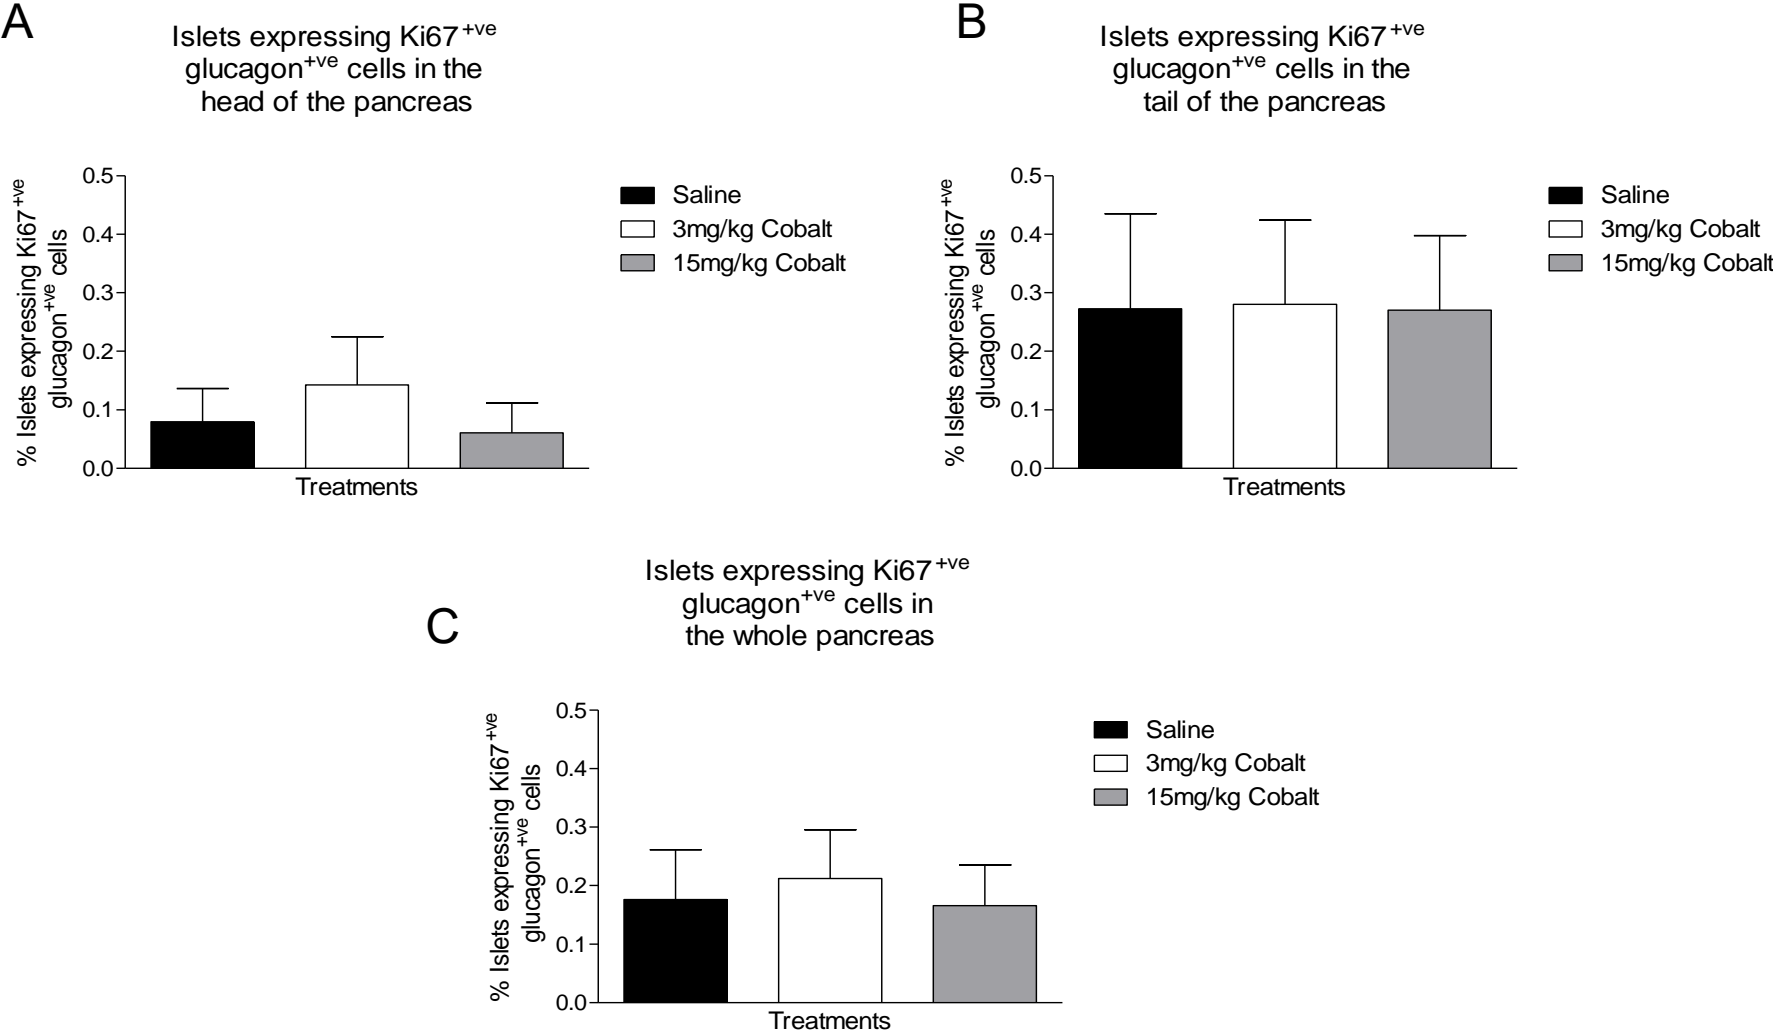 A
Islets expressing Ki67+ve
glucagon+ve cells in the
head of the pancreas
% Islets expressing Ki67+ve
glucagon+ve cells
0.5
0.4
0.3
0.2
0.1
0.0
Treatments
Saline
3mg/kg Cobalt
15mg/kg Cobalt
B
Islets expressing Ki67+ve
glucagon+ve cells in the
tail of the pancreas
% Islets expressing Ki67+ve
glucagon+ve cells
0.5
0.4
0.3
0.2
0.1
0.0
Treatments
Saline
3mg/kg Cobalt
15mg/kg Cobalt
C
Islets expressing Ki67+ve
glucagon+ve cells in
the whole pancreas
% Islets expressing Ki67+ve
glucagon+ve cells
0.5
0.4
0.3
0.2
0.1
0.0
Treatments
Saline
3mg/kg Cobalt
15mg/kg Cobalt